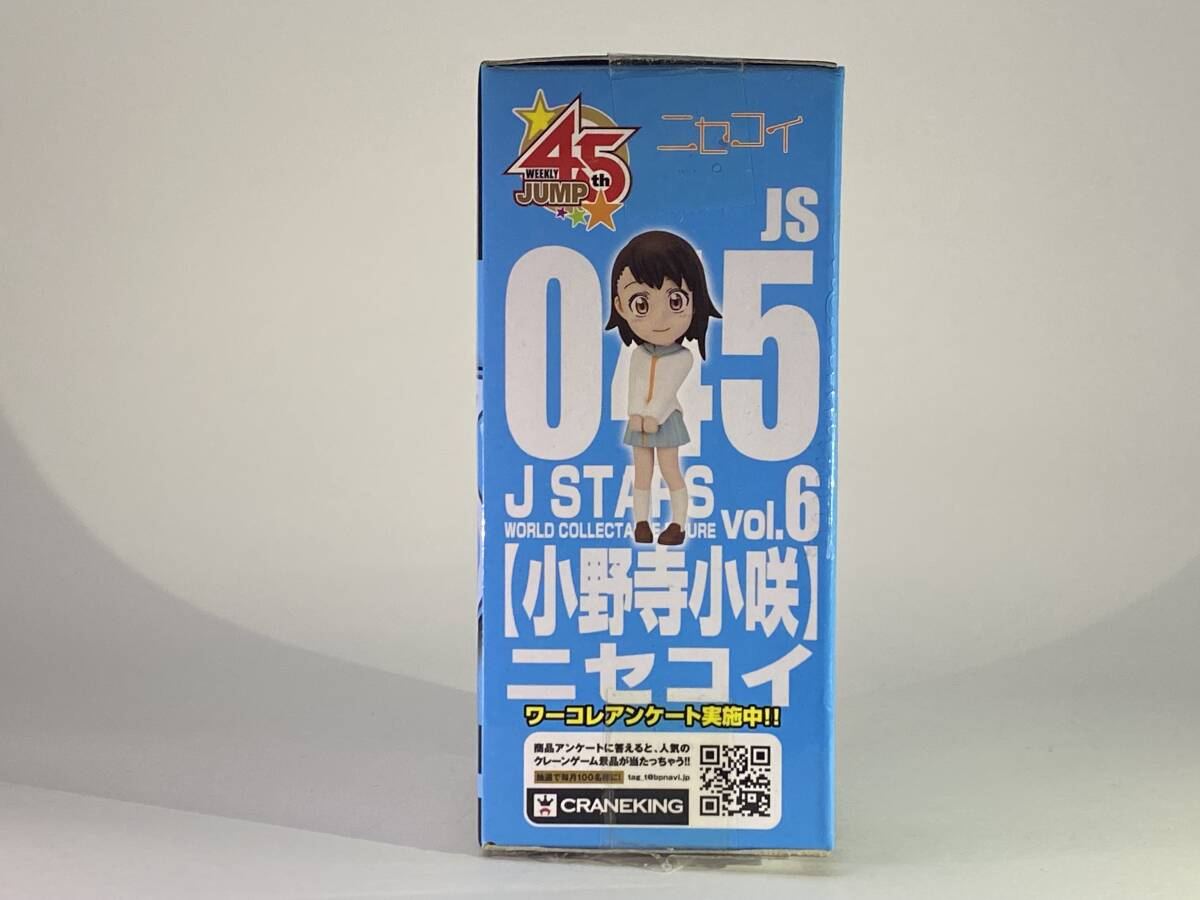 45th
WEEKLY
JUMP
ニセコイ
JS
045
J STARS
WORLD COLLECTABLE FIGURE vol.6
【小野寺小咲】
ニセコイ
ワーコレアンケート実施中!!
商品アンケートに答えると、人気の
クレーンゲーム景品が当たっちゃう!!
抽選で毎月100名様に! tag_t@bpnavi.jp
CRANEKING